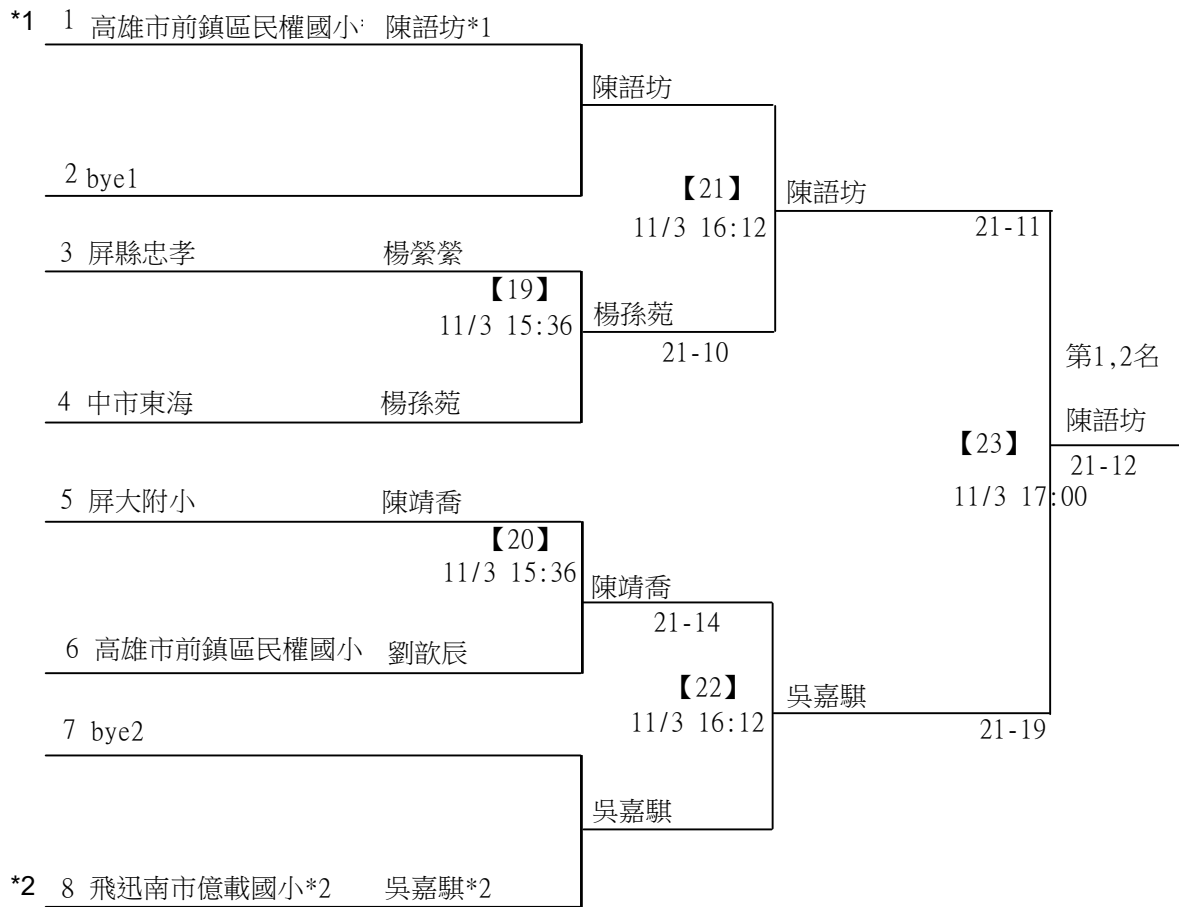 *1 1 高雄市前鎮區民權國小 陳語坊*1
陳語坊
2 bye1
【21】
陳語坊
11/3 16:12
21-11
3 屏縣忠孝 楊縈縈
【19】
11/3 15:36
楊孫菀
21-10
第1,2名
4 中市東海 楊孫菀
陳語坊
【23】
21-12
11/3 17:00
5 屏大附小 陳靖喬
【20】
11/3 15:36
陳靖喬
21-14
6 高雄市前鎮區民權國小 劉歆辰
【22】
吳嘉騏
11/3 16:12
21-19
7 bye2
吳嘉騏
*2 8 飛迅南市億載國小*2 吳嘉騏*2